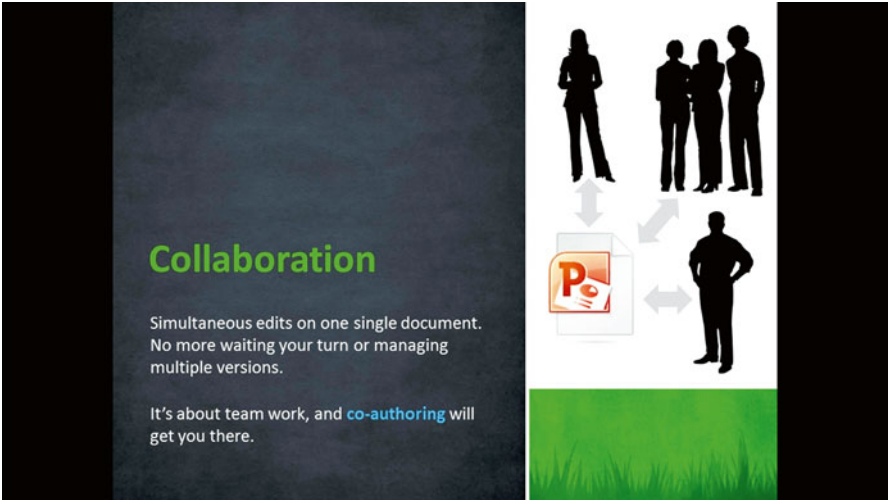 Collaboration
Simultaneous edits on one single document.
No more waiting your turn or managing
multiple versions.
It's about team work, and co-authoring will
get you there.
P